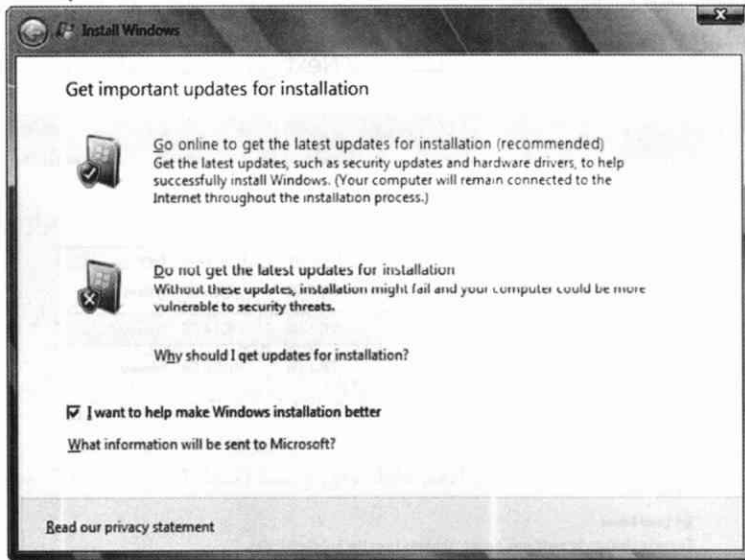 Install Windows
Get important updates for installation
Go online to get the latest updates for installation (recommended)
Get the latest updates, such as security updates and hardware drivers, to help
successfully install Windows. (Your computer will remain connected to the
Internet throughout the installation process.)
Do not get the latest updates for installation
Without these updates, installation might fail and your computer could be more
vulnerable to security threats.
Why should I get updates for installation?
I want to help make Windows installation better
What information will be sent to Microsoft?
Read our privacy statement